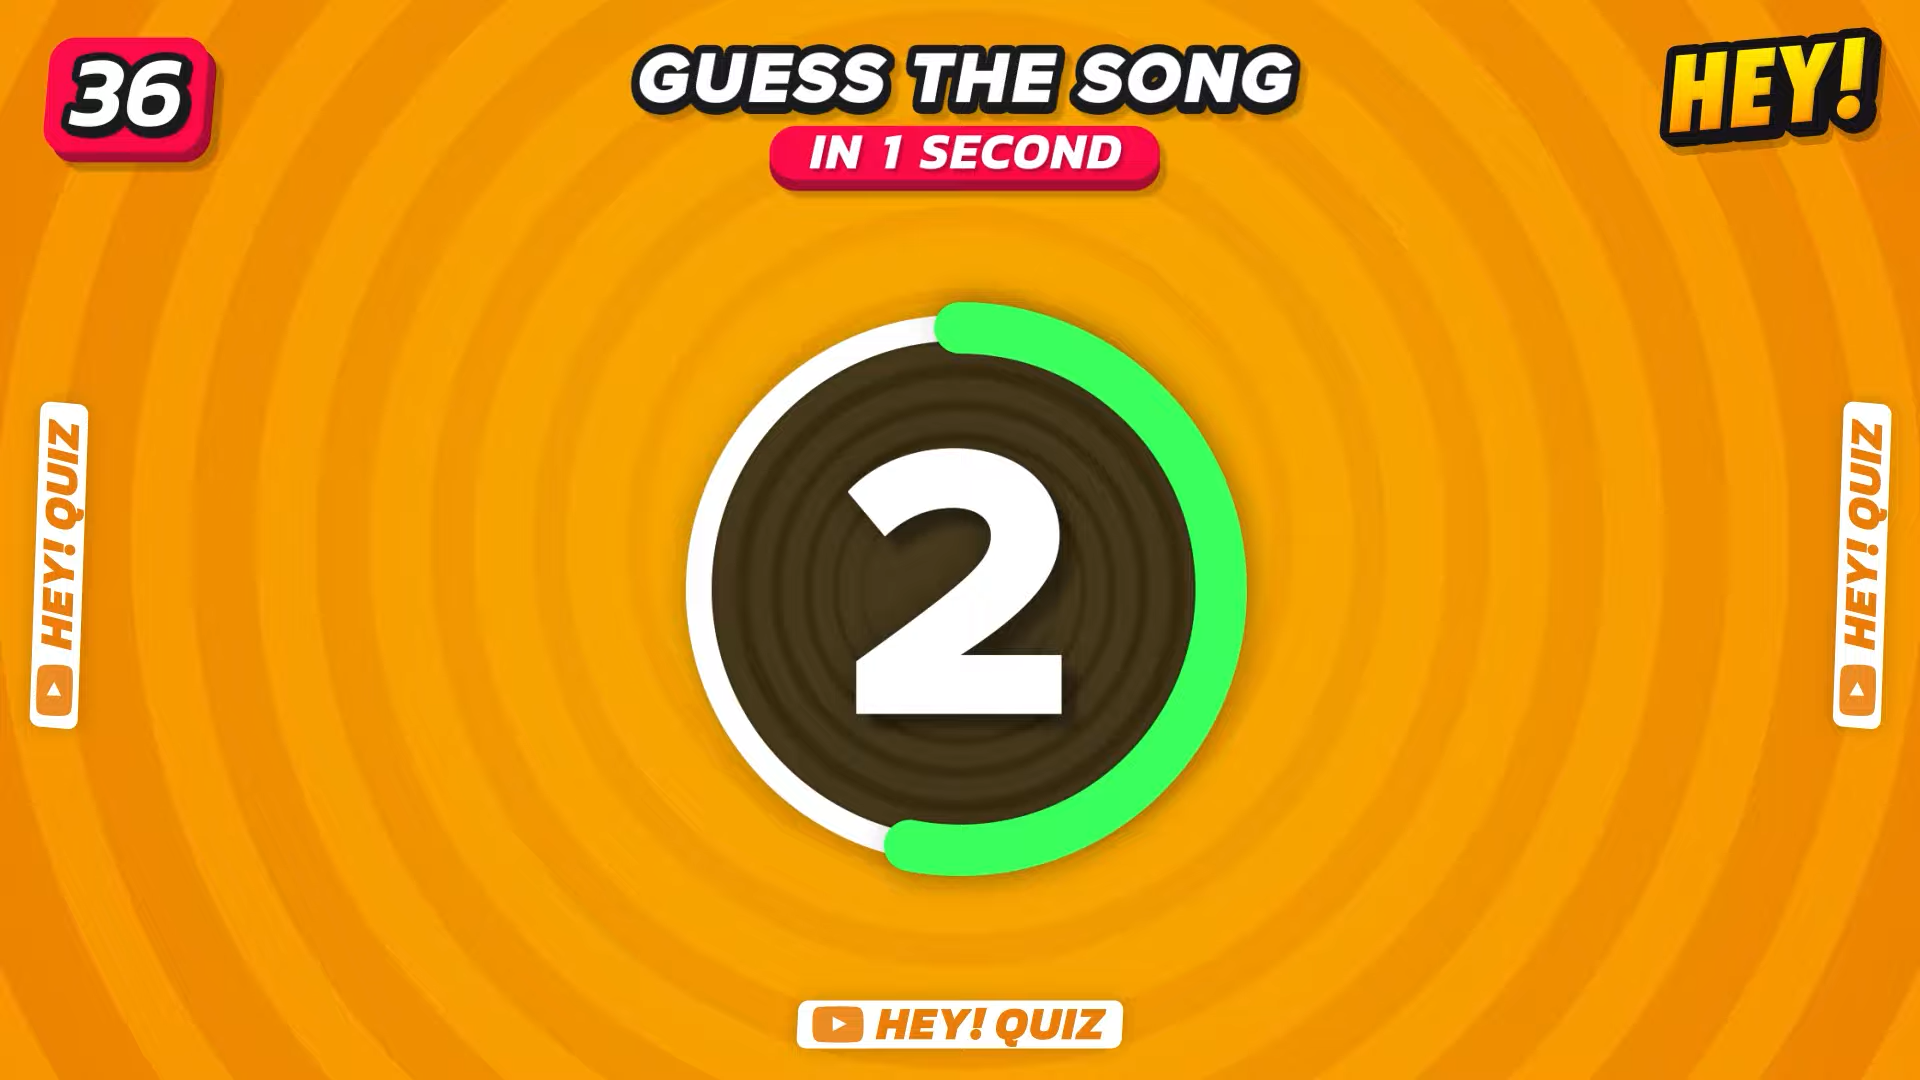 36
GUESS THE SONG
IN 1 SECOND
HEY!
HEY! QUIZ
2
HEY! QUIZ
HEY! QUIZ